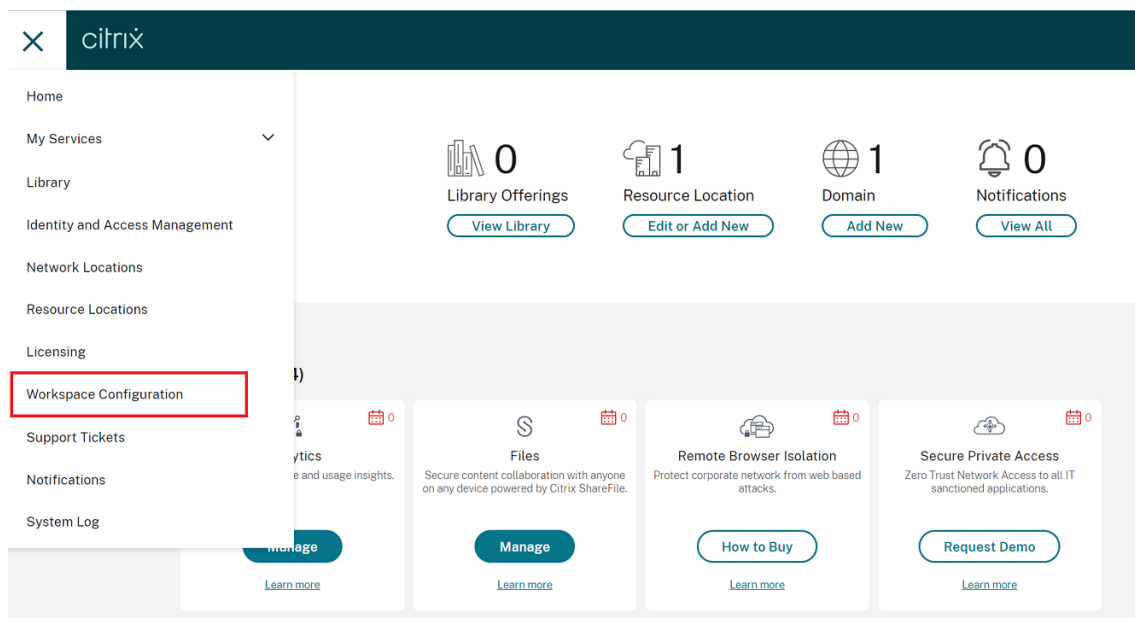 citrix
Home
My Services
Library
Identity and Access Management
Network Locations
Resource Locations
Licensing
Workspace Configuration
Support Tickets
Notifications
System Log
0
Library Offerings
View Library
1
Resource Location
Edit or Add New
1
Domain
Add New
0
Notifications
View All
4)
0
ytics
e and usage insights.
Manage
Learn more
0
Files
Secure content collaboration with anyone
on any device powered by Citrix ShareFile.
Manage
Learn more
0
Remote Browser Isolation
Protect corporate network from web based
attacks.
How to Buy
Learn more
0
Secure Private Access
Zero Trust Network Access to all IT
sanctioned applications.
Request Demo
Learn more